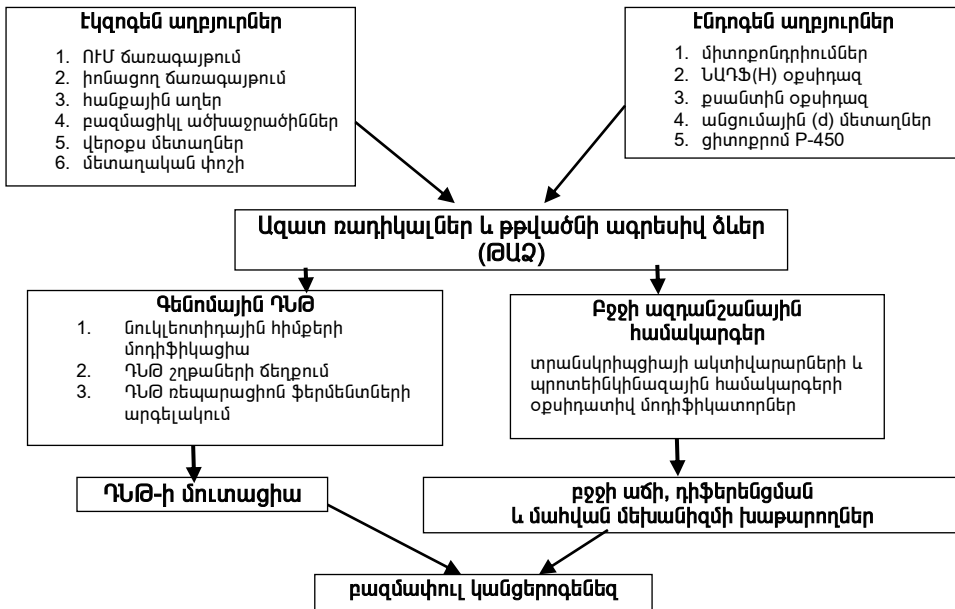 էկզոգեն աղբյուրներ
1. ՈՒՄ ճառագայթում
2. իոնացող ճառագայթում
3. հանքային աղեր
4. բազմացիկլ ածխաջրածիններ
5. վերօքս մետաղներ
6. մետաղական փոշի
էնդոգեն աղբյուրներ
1. միտոքոնդրիումներ
2. ՆԱԴՖ(H) օքսիդազ
3. քսանտին օքսիդազ
4. անցումային (d) մետաղներ
5. ցիտոքրոմ P-450
Ազատ ռադիկալներ և թթվածնի ագրեսիվ ձևեր
(ԹԱՁ)
Գենոմային ԴՆԹ
1. նուկլեոտիդային հիմքերի
մոդիֆիկացիա
2. ԴՆԹ շղթաների ճեղքում
3. ԴՆԹ ռեպարացիոն ֆերմենտների
արգելակում
Բջջի ազդանշանային
համակարգեր
տրանսկրիպցիայի ակտիվարարների և
պրոտեինկինազային համակարգերի
օքսիդատիվ մոդիֆիկատորներ
ԴՆԹ-ի մուտացիա
բջջի աճի, դիֆերենցման
և մահվան մեխանիզմի խաթարողներ
բազմափուլ կանցերոգենեզ